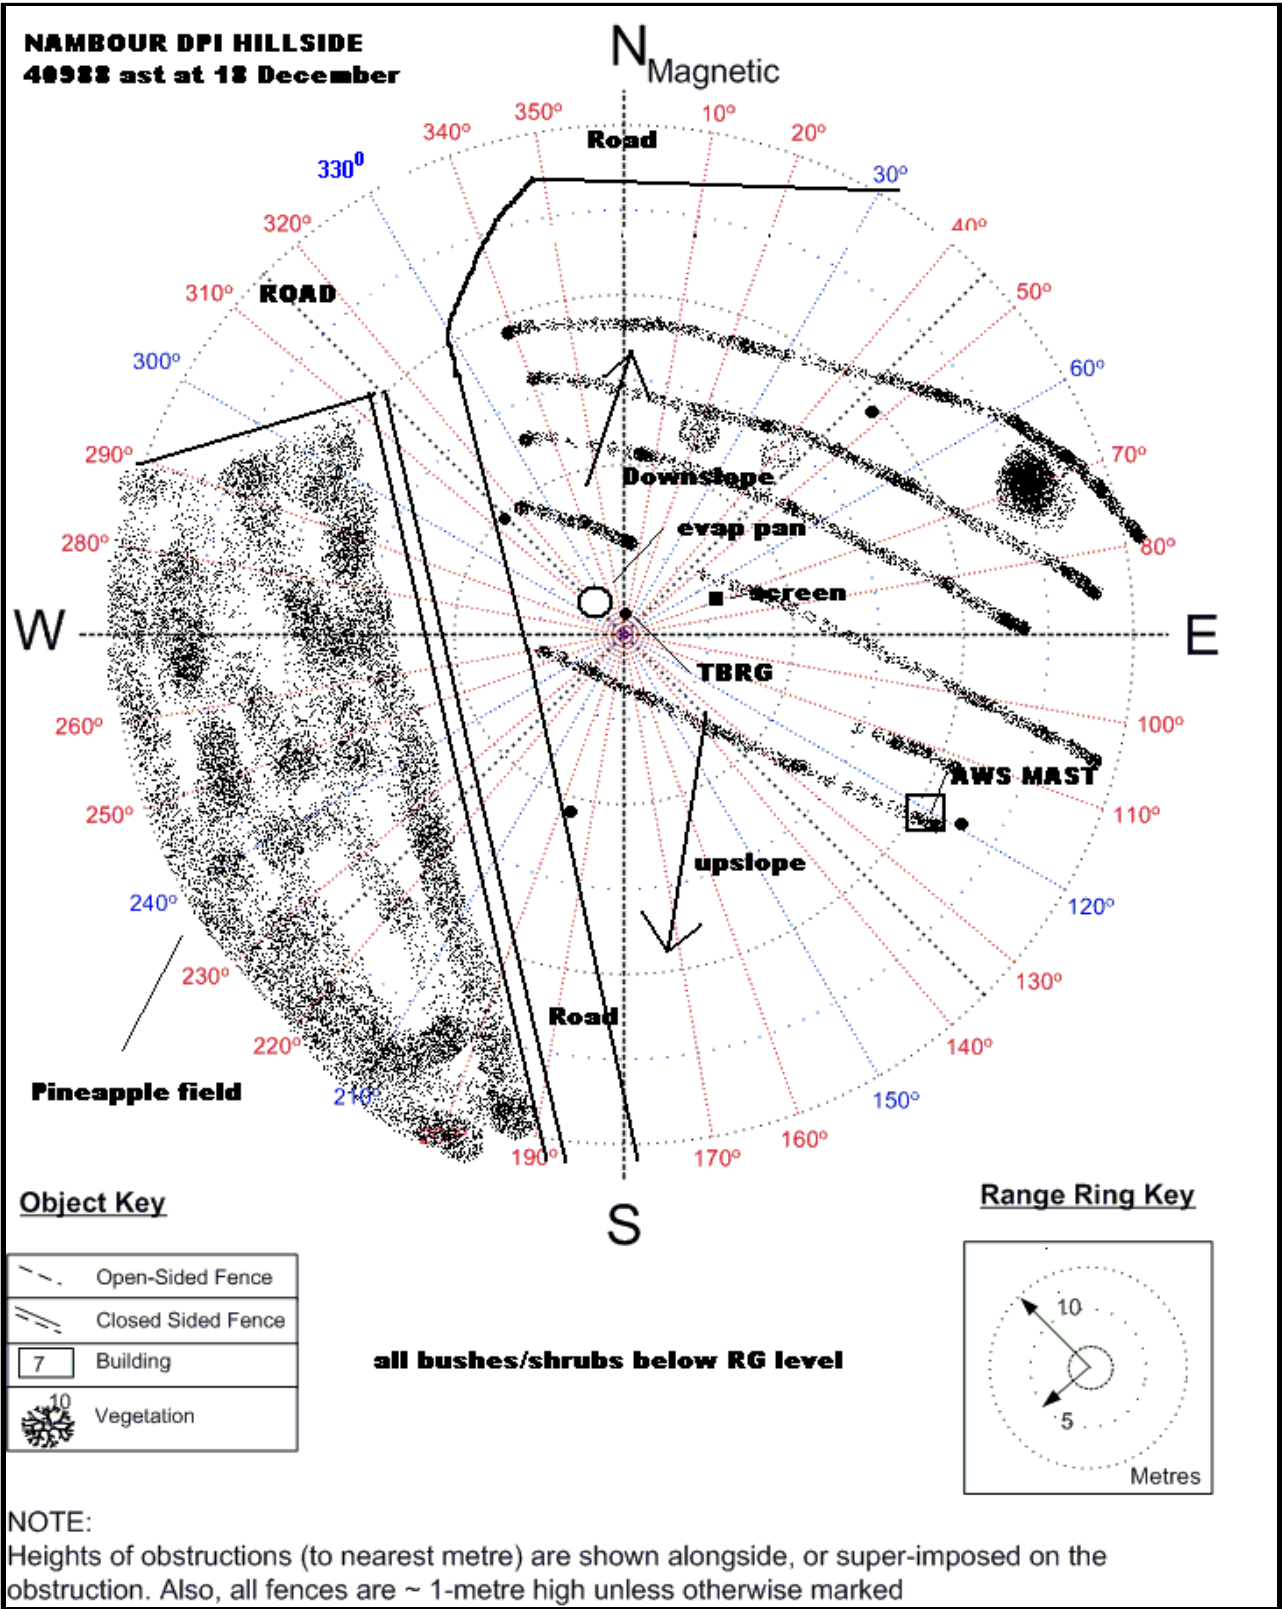 NAMBOUR DPI HILLSIDE
40988 ast at 18 December
N
Magnetic
Road
350º
10º
340º
20º
330⁰
30º
320º
40º
ROAD
310º
50º
300º
60º
290º
70º
Downslope
evap pan
280º
80º
screen
W
E
TBRG
260º
100º
AWS MAST
250º
110º
upslope
240º
120º
230º
130º
Road
220º
140º
Pineapple field
210º
150º
160º
190º
170º
S
Object Key
Open-Sided Fence
Closed Sided Fence
7
Building
10
Vegetation
all bushes/shrubs below RG level
Range Ring Key
10
5
Metres
NOTE:
Heights of obstructions (to nearest metre) are shown alongside, or super-imposed on the
obstruction. Also, all fences are ~ 1-metre high unless otherwise marked